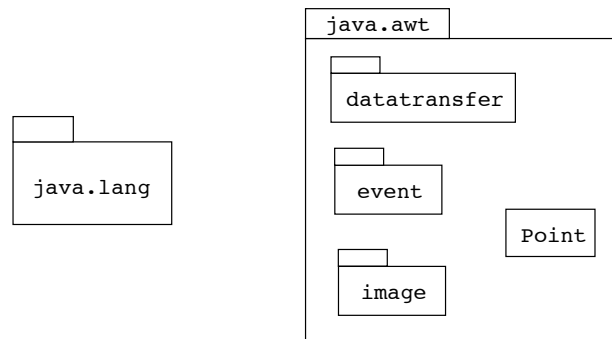 java.awt
datatransfer
java.lang
event
Point
image